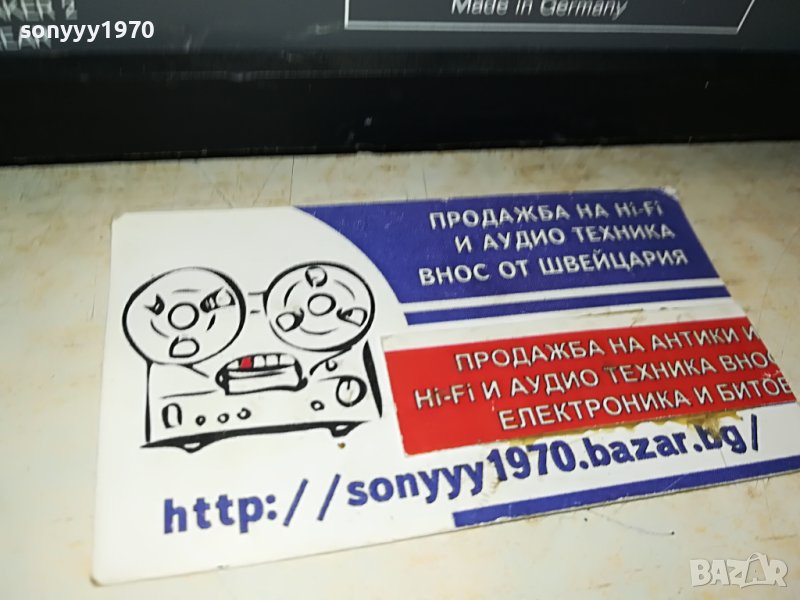 sonyyy1970
Made in Germany
ПРОДАЖБА НА Hi-Fi
И АУДИО ТЕХНИКА
ВНОС ОТ ШВЕЙЦАРИЯ
ПРОДАЖБА НА АНТИКИ И
Hi-Fi И АУДИО ТЕХНИКА ВНОС
ЕЛЕКТРОНИКА И
http://sonyyy1970.bazar.bg/
BAZAR